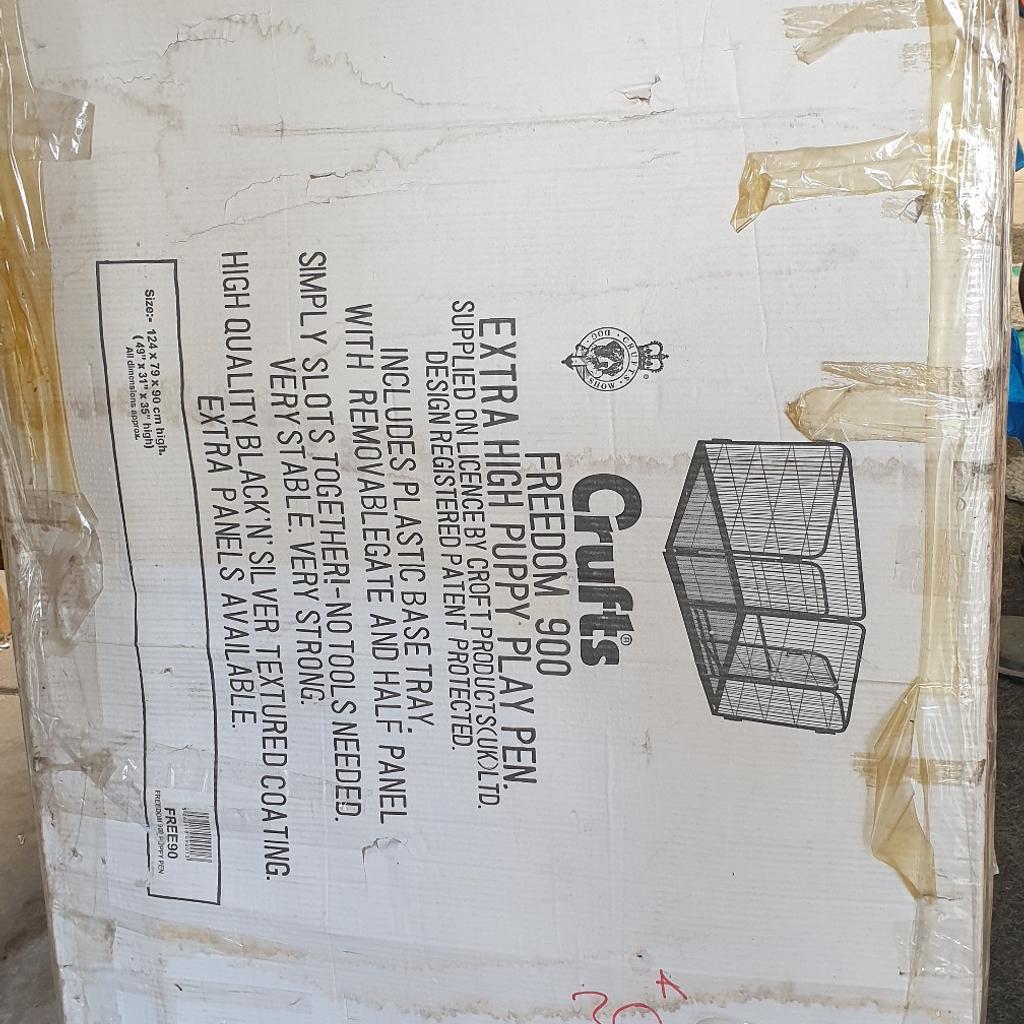 CRUFTS
DOG
SHOW
Crufts®
FREEDOM 900
EXTRA HIGH PUPPY PLAY PEN.
SUPPLIED ON LICENCE BY CROFT PRODUCTS(UK)LTD.
DESIGN REGISTERED PATENT PROTECTED.
INCLUDES PLASTIC BASE TRAY.
WITH REMOVABLEGATE AND HALF PANEL
SIMPLY SLOTS TOGETHER!-NO TOOLS NEEDED.
VERY STABLE. VERY STRONG.
HIGH QUALITY BLACK'N'SILVER TEXTURED COATING.
EXTRA PANELS AVAILABLE.
Size:- 124 x 79 x 90 cm high.
(49" x 31" x 35" high)
All dimensions approx.
FREE90
FREEDOM 900 PUPPY PEN